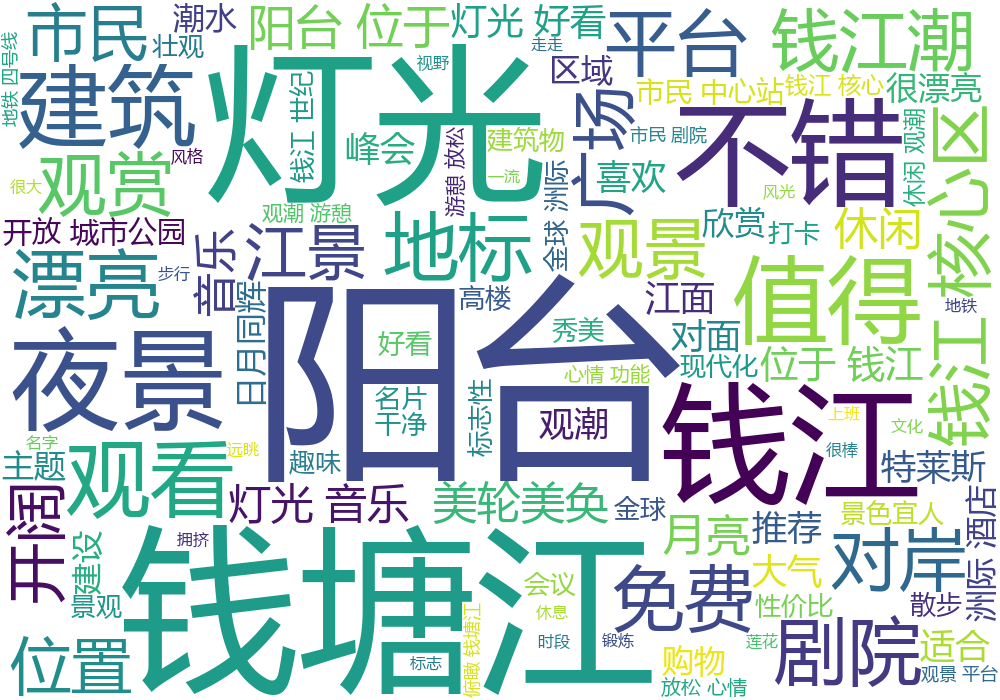 市民
潮水
阳台 位于
灯光 好看
走走
平台
钱江潮
壮观
视野
区域
地铁 四号线
建筑
灯光
钱江 世纪
市民 中心站
钱江 核心
很漂亮
峰会
游憩 放松
建筑物
广场
不错
市民 剧院
休闲 观潮
核心区
风格
观赏
很大
一流
洲际
喜欢
风光
观潮 游憩
欣赏
打卡
休闲
开放 城市公园
音乐
江景
地标
金球
观景
漂亮
步行
日月同辉
高楼
江面
值得
地铁
阳台
好看
秀美
对面
现代化
位于 钱江
钱江
夜景
心情 功能
名片
干净
标志性
观潮
钱江
上班
文化
名字
远眺
很棒
主题
观看
趣味
特莱斯
开阔
灯光 音乐
美轮美奂
金球
月亮
推荐
景色宜人
洲际 酒店
拥挤
钱塘江
建设
会议
免费
大气
对岸
景观
休息
性价比
散步
位置
俯瞰 钱塘江
时段
锻炼
莲花
剧院
适合
标志
购物
放松 心情
观景 平台